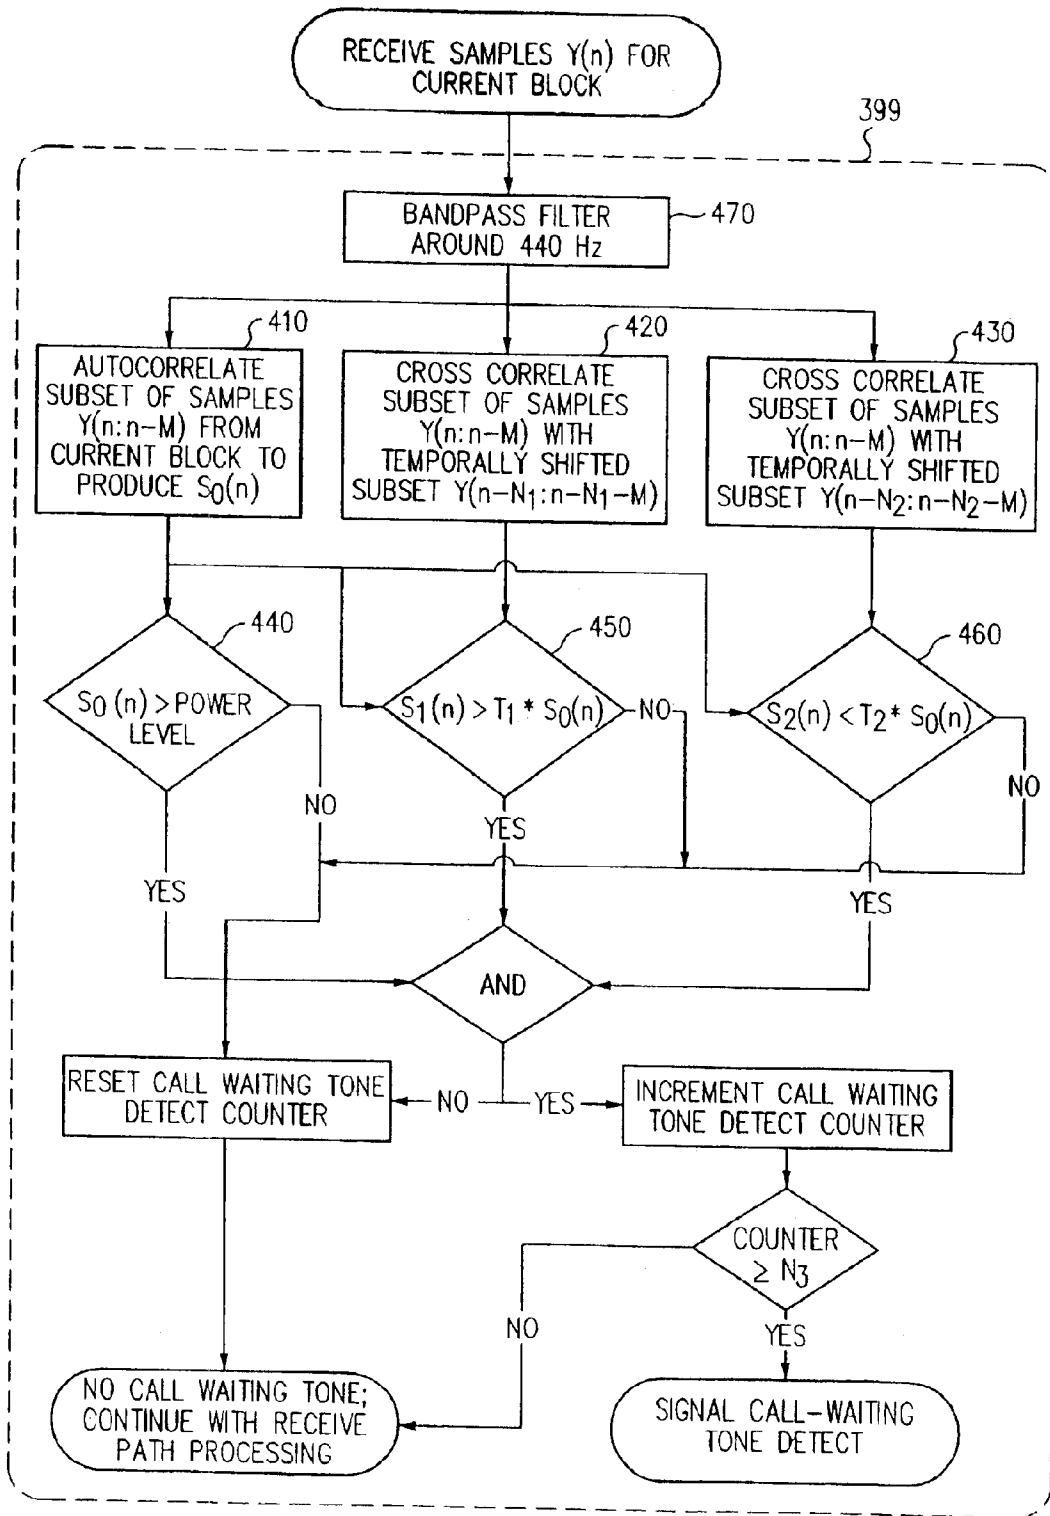 RECEIVE SAMPLES Y(n) FOR
CURRENT BLOCK
399
BANDPASS FILTER
AROUND 440 Hz
470
410
AUTOCORRELATE
SUBSET OF SAMPLES
Y(n:n-M) FROM
CURRENT BLOCK TO
PRODUCE S0(n)
420
CROSS CORRELATE
SUBSET OF SAMPLES
Y(n:n-M) WITH
TEMPORALLY SHIFTED
SUBSET Y(n-N1:n-N1-M)
430
CROSS CORRELATE
SUBSET OF SAMPLES
Y(n:n-M) WITH
TEMPORALLY SHIFTED
SUBSET Y(n-N2:n-N2-M)
440
S0(n)>POWER
LEVEL
450
S1(n)>T1* S0(n)
460
S2(n)<T2* S0(n)
NO
NO
NO
YES
YES
YES
AND
RESET CALL WAITING TONE
DETECT COUNTER
NO
YES
INCREMENT CALL WAITING
TONE DETECT COUNTER
COUNTER
≥ N3
NO
YES
NO CALL WAITING TONE;
CONTINUE WITH RECEIVE
PATH PROCESSING
SIGNAL CALL-WAITING
TONE DETECT